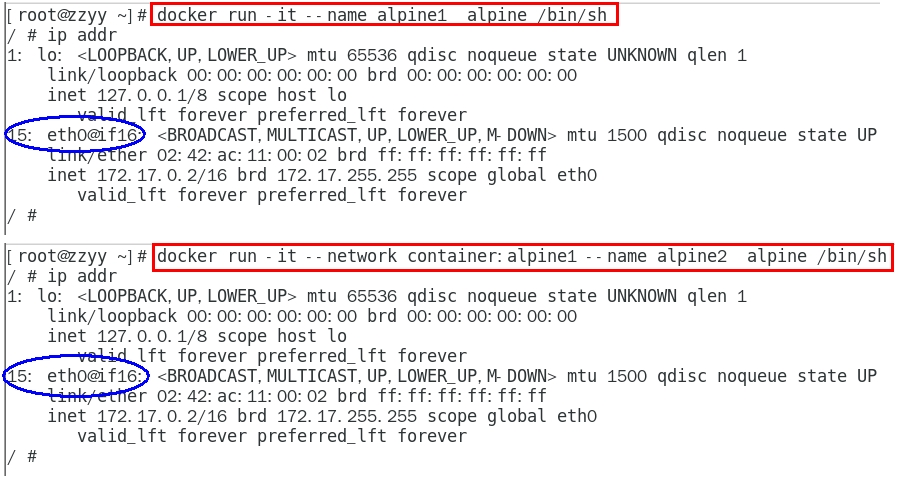 [root@zzyy ~]# docker run -it --name alpine1  alpine /bin/sh
/ # ip addr
1: lo: <LOOPBACK,UP,LOWER_UP> mtu 65536 qdisc noqueue state UNKNOWN qlen 1
    link/loopback 00:00:00:00:00:00 brd 00:00:00:00:00:00
    inet 127.0.0.1/8 scope host lo
       valid_lft forever preferred_lft forever
15: eth0@if16: <BROADCAST,MULTICAST,UP,LOWER_UP,M-DOWN> mtu 1500 qdisc noqueue state UP
    link/ether 02:42:ac:11:00:02 brd ff:ff:ff:ff:ff:ff
    inet 172.17.0.2/16 brd 172.17.255.255 scope global eth0
       valid_lft forever preferred_lft forever
/ #
[root@zzyy ~]# docker run -it --network container:alpine1 --name alpine2  alpine /bin/sh
/ # ip addr
1: lo: <LOOPBACK,UP,LOWER_UP> mtu 65536 qdisc noqueue state UNKNOWN qlen 1
    link/loopback 00:00:00:00:00:00 brd 00:00:00:00:00:00
    inet 127.0.0.1/8 scope host lo
       valid_lft forever preferred_lft forever
15: eth0@if16: <BROADCAST,MULTICAST,UP,LOWER_UP,M-DOWN> mtu 1500 qdisc noqueue state UP
    link/ether 02:42:ac:11:00:02 brd ff:ff:ff:ff:ff:ff
    inet 172.17.0.2/16 brd 172.17.255.255 scope global eth0
       valid_lft forever preferred_lft forever
/ #